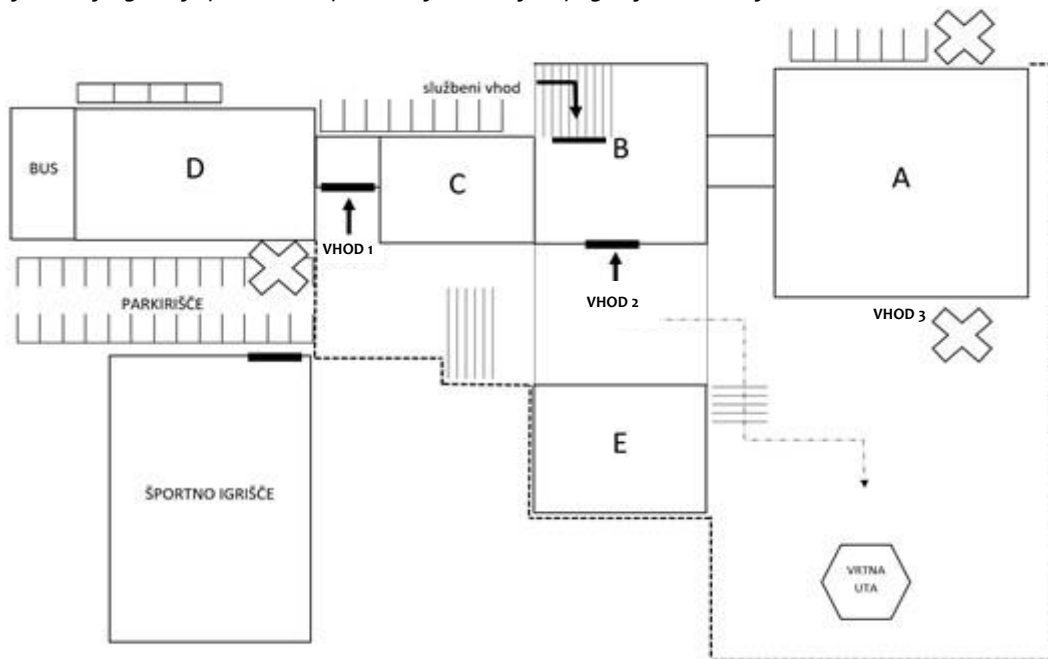 službeni vhod
BUS
D
C
B
A
VHOD 1
VHOD 2
VHOD 3
PARKIRIŠČE
E
ŠPORTNO IGRIŠČE
VRTNA
UTA